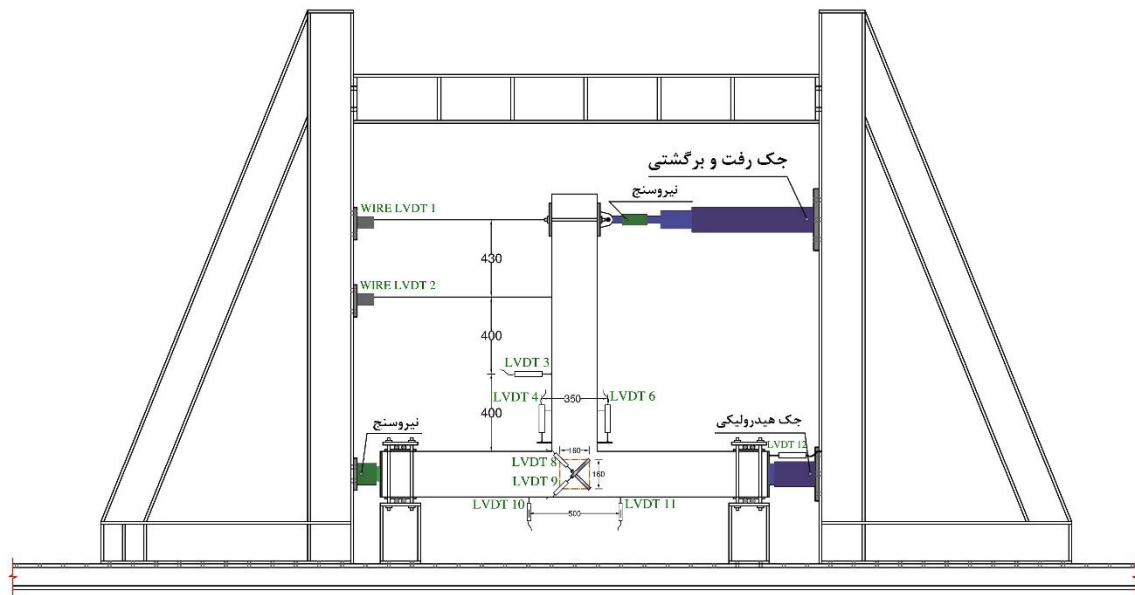 جک رفت و برگشتی
نیروسنج
WIRE LVDT 1
430
WIRE LVDT 2
400
LVDT 3
LVDT 4
350
LVDT 6
400
نیروسنج
جک هیدرولیکی
LVDT 12
160
LVDT 8
160
LVDT 9
LVDT 10
500
LVDT 11